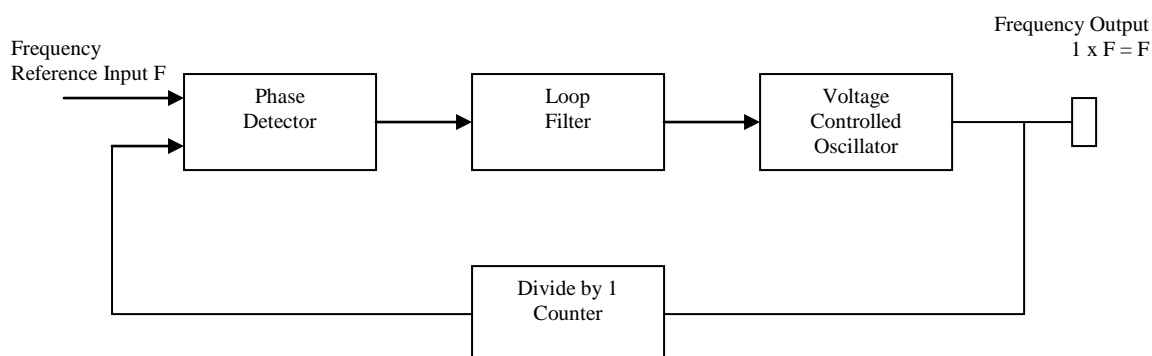 Frequency Output
1 x F = F
Frequency
Reference Input F
Phase
Detector
Loop
Filter
Voltage
Controlled
Oscillator
Divide by 1
Counter